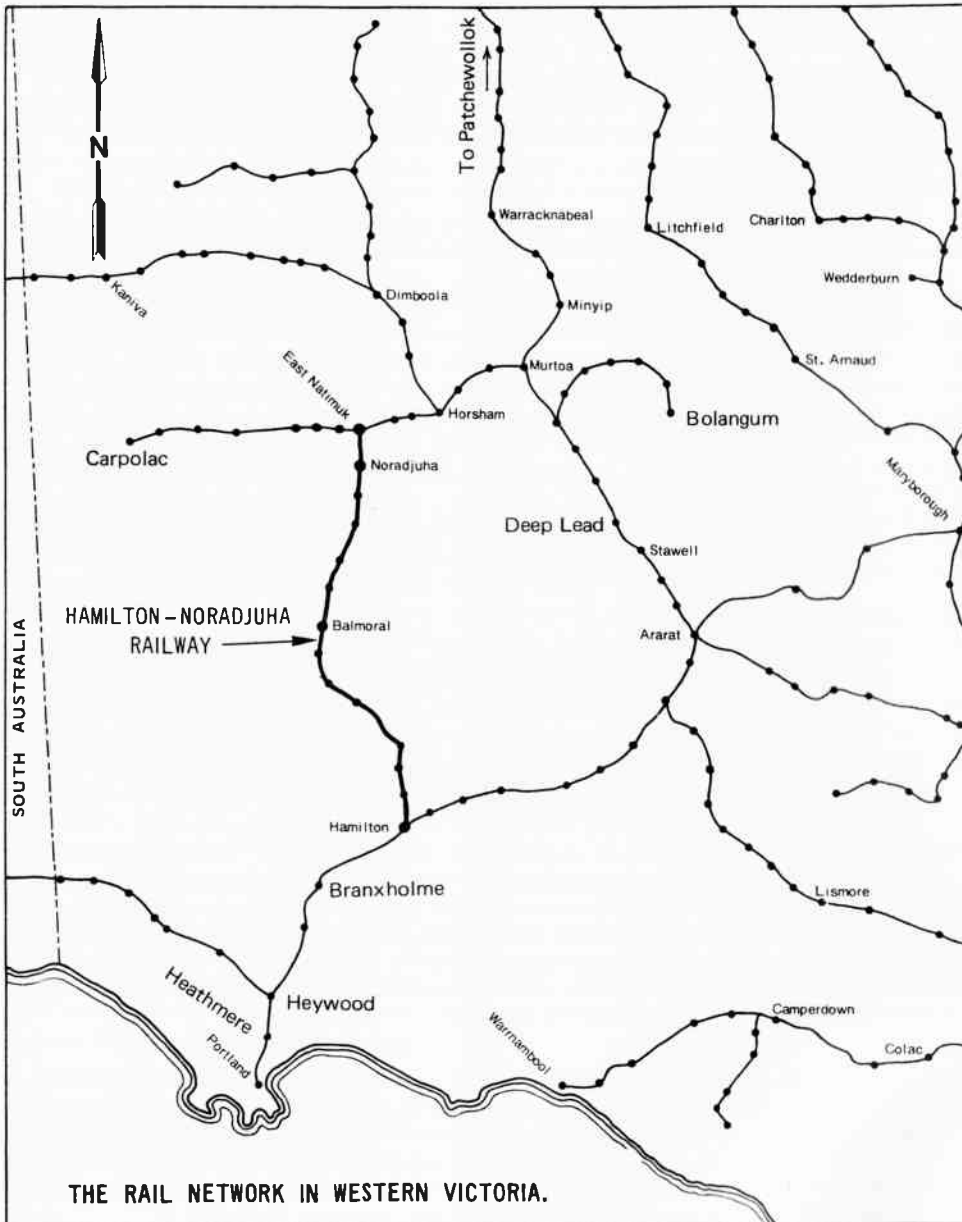 To Patchewollok
N
Warracknabeal
Litchfield
Charlton
Wedderburn
Kaniva
Dimboola
Minyip
East Natimuk
Murtoa
St. Arnaud
Horsham
Bolangum
Carpolac
Noradjuha
Maryborough
Deep Lead
Stawell
HAMILTON-NORADJUHA
RAILWAY
Balmoral
Ararat
SOUTH AUSTRALIA
Hamilton
Branxholme
Lismore
Heathmere
Heywood
Portland
Warrnambool
Camperdown
Colac
THE RAIL NETWORK IN WESTERN VICTORIA.